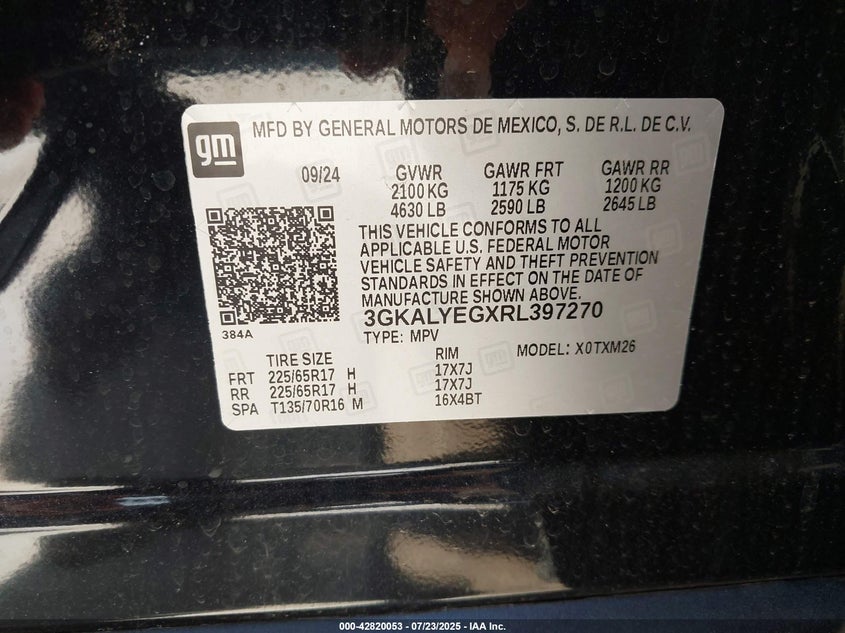 gm
MFD BY GENERAL MOTORS DE MEXICO, S. DE R.L. DE C.V.
09/24 GVWR GAWR FRT GAWR RR
2100 KG 1175 KG 1200 KG
4630 LB 2590 LB 2645 LB
THIS VEHICLE CONFORMS TO ALL
APPLICABLE U.S. FEDERAL MOTOR
VEHICLE SAFETY AND THEFT PREVENTION
STANDARDS IN EFFECT ON THE DATE OF
MANUFACTURE SHOWN ABOVE.
3GKALYEGXRL397270
384A
TYPE: MPV MODEL: X0TXM26
TIRE SIZE RIM
FRT 225/65R17 H 17X7J
RR 225/65R17 H 17X7J
SPA T135/70R16 M 16X4BT
000-42820053 - 07/23/2025 - IAA Inc.